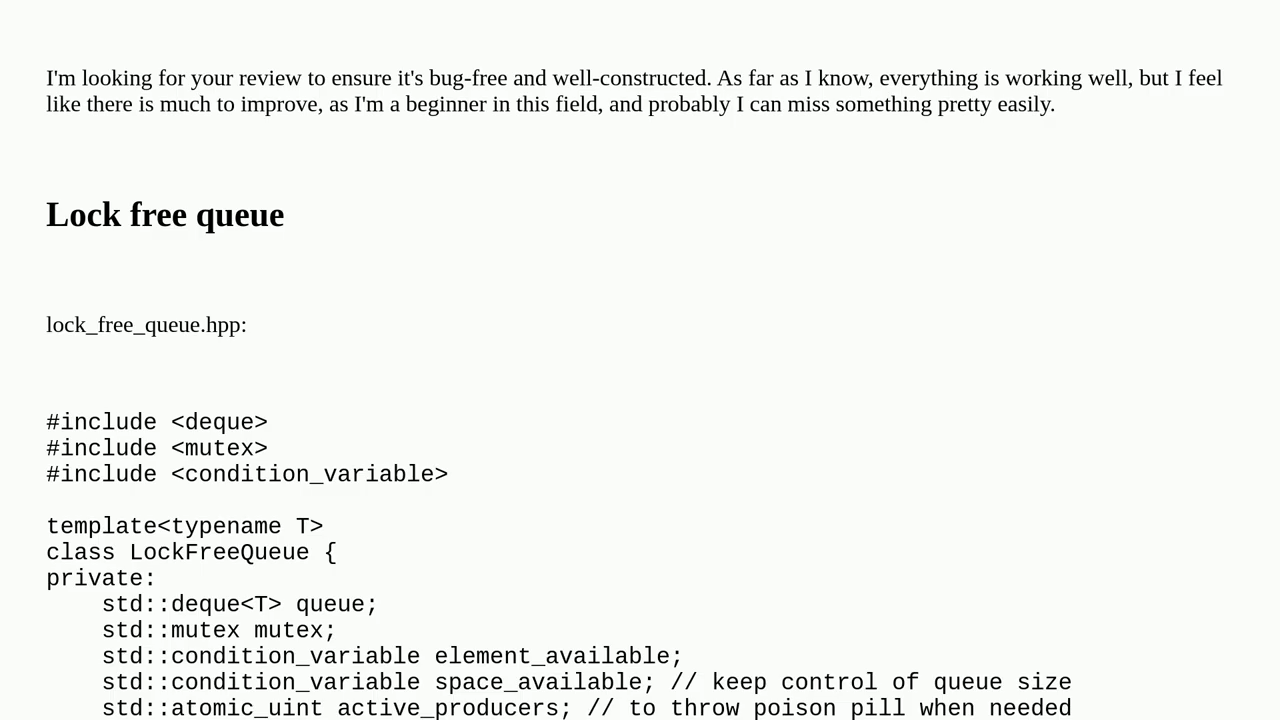 I'm looking for your review to ensure it's bug-free and well-constructed. As far as I know, everything is working well, but I feel
like there is much to improve, as I'm a beginner in this field, and probably I can miss something pretty easily.
Lock free queue
lock_free_queue.hpp:
#include <deque>
#include <mutex>
#include <condition_variable>
template<typename T>
class LockFreeQueue {
private:
    std::deque<T> queue;
    std::mutex mutex;
    std::condition_variable element_available;
    std::condition_variable space_available; // keep control of queue size
    std::atomic_uint active_producers; // to throw poison pill when needed